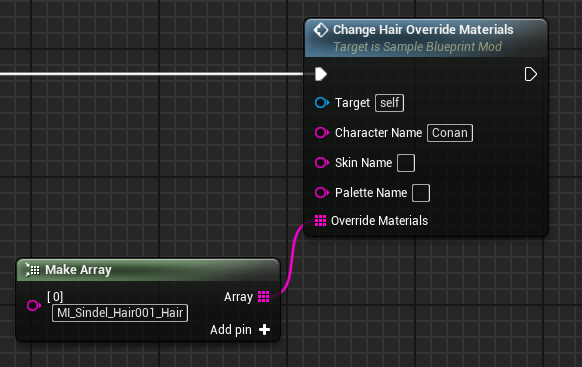 Change Hair Override Materials
Target is Sample Blueprint Mod
Target self
Character Name Conan
Skin Name
Palette Name
Override Materials
Make Array
[ 0] Array
MI_Sindel_Hair001_Hair
Add pin